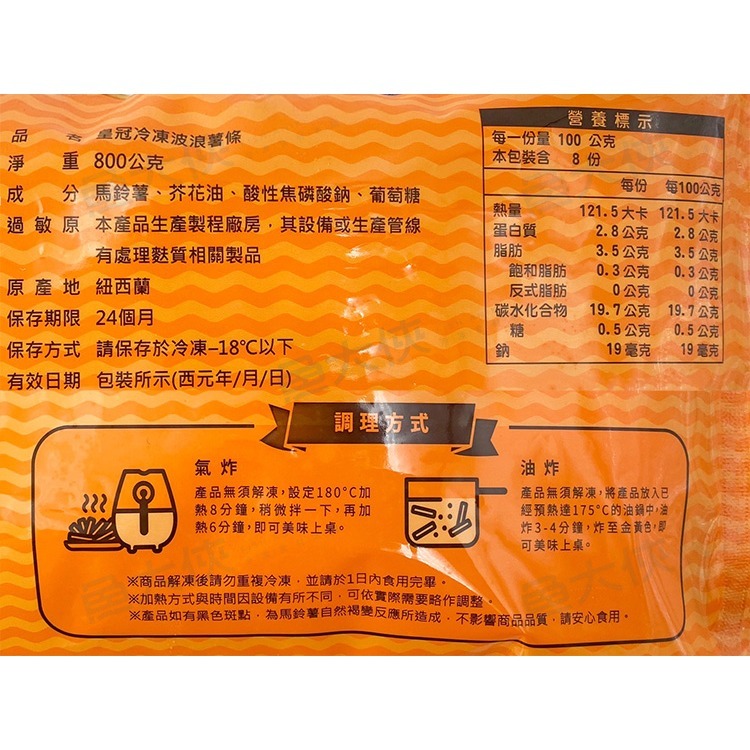 品名 皇冠冷凍波浪薯條
淨重 800公克
成分 馬鈴薯、芥花油、酸性焦磷酸鈉、葡萄糖
過敏原 本產品生產製程廠房，其設備或生產管線
有處理麩質相關製品
原產地 紐西蘭
保存期限 24個月
保存方式 請保存於冷凍–18℃以下
有效日期 包裝所示(西元年/月/日)
營養標示
每一份量 100 公克
本包裝含 8 份
每份 每100公克
熱量 121.5大卡 121.5大卡
蛋白質 2.8公克 2.8公克
脂肪 3.5公克 3.5公克
飽和脂肪 0.3公克 0.3公克
反式脂肪 0公克 0公克
碳水化合物 19.7公克 19.7公克
糖 0.5公克 0.5公克
鈉 19毫克 19毫克
調理方式
氣炸
產品無須解凍，設定180°C加
熱8分鐘，稍微拌一下，再加
熱6分鐘，即可美味上桌。
油炸
產品無須解凍，將產品放入已
經預熱達175°C的油鍋中，油
炸3-4分鐘，炸至金黃色，即
可美味上桌。
※商品解凍後請勿重複冷凍，並請於1日內食用完畢。
※加熱方式與時間因設備有所不同，可依實際需要略作調整。
※產品如有黑色斑點，為馬鈴薯自然褐變反應所造成，不影響商品品質，請安心食用。